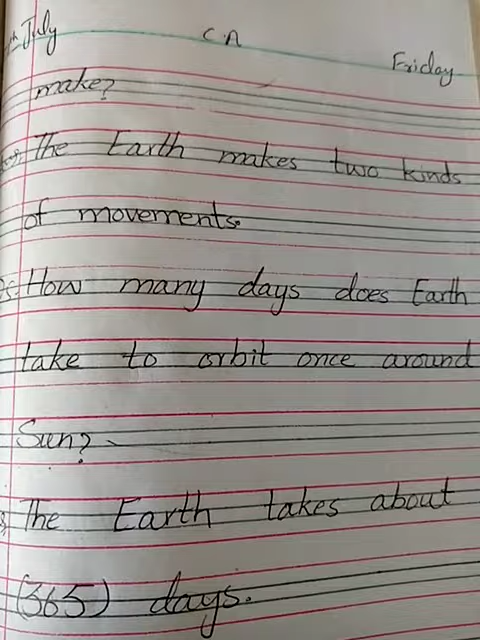 July C A Friday
make?
The Earth makes two kinds
of movements.
How many days does Earth
take to orbit once around
Sun?
The Earth takes about
(365) days.